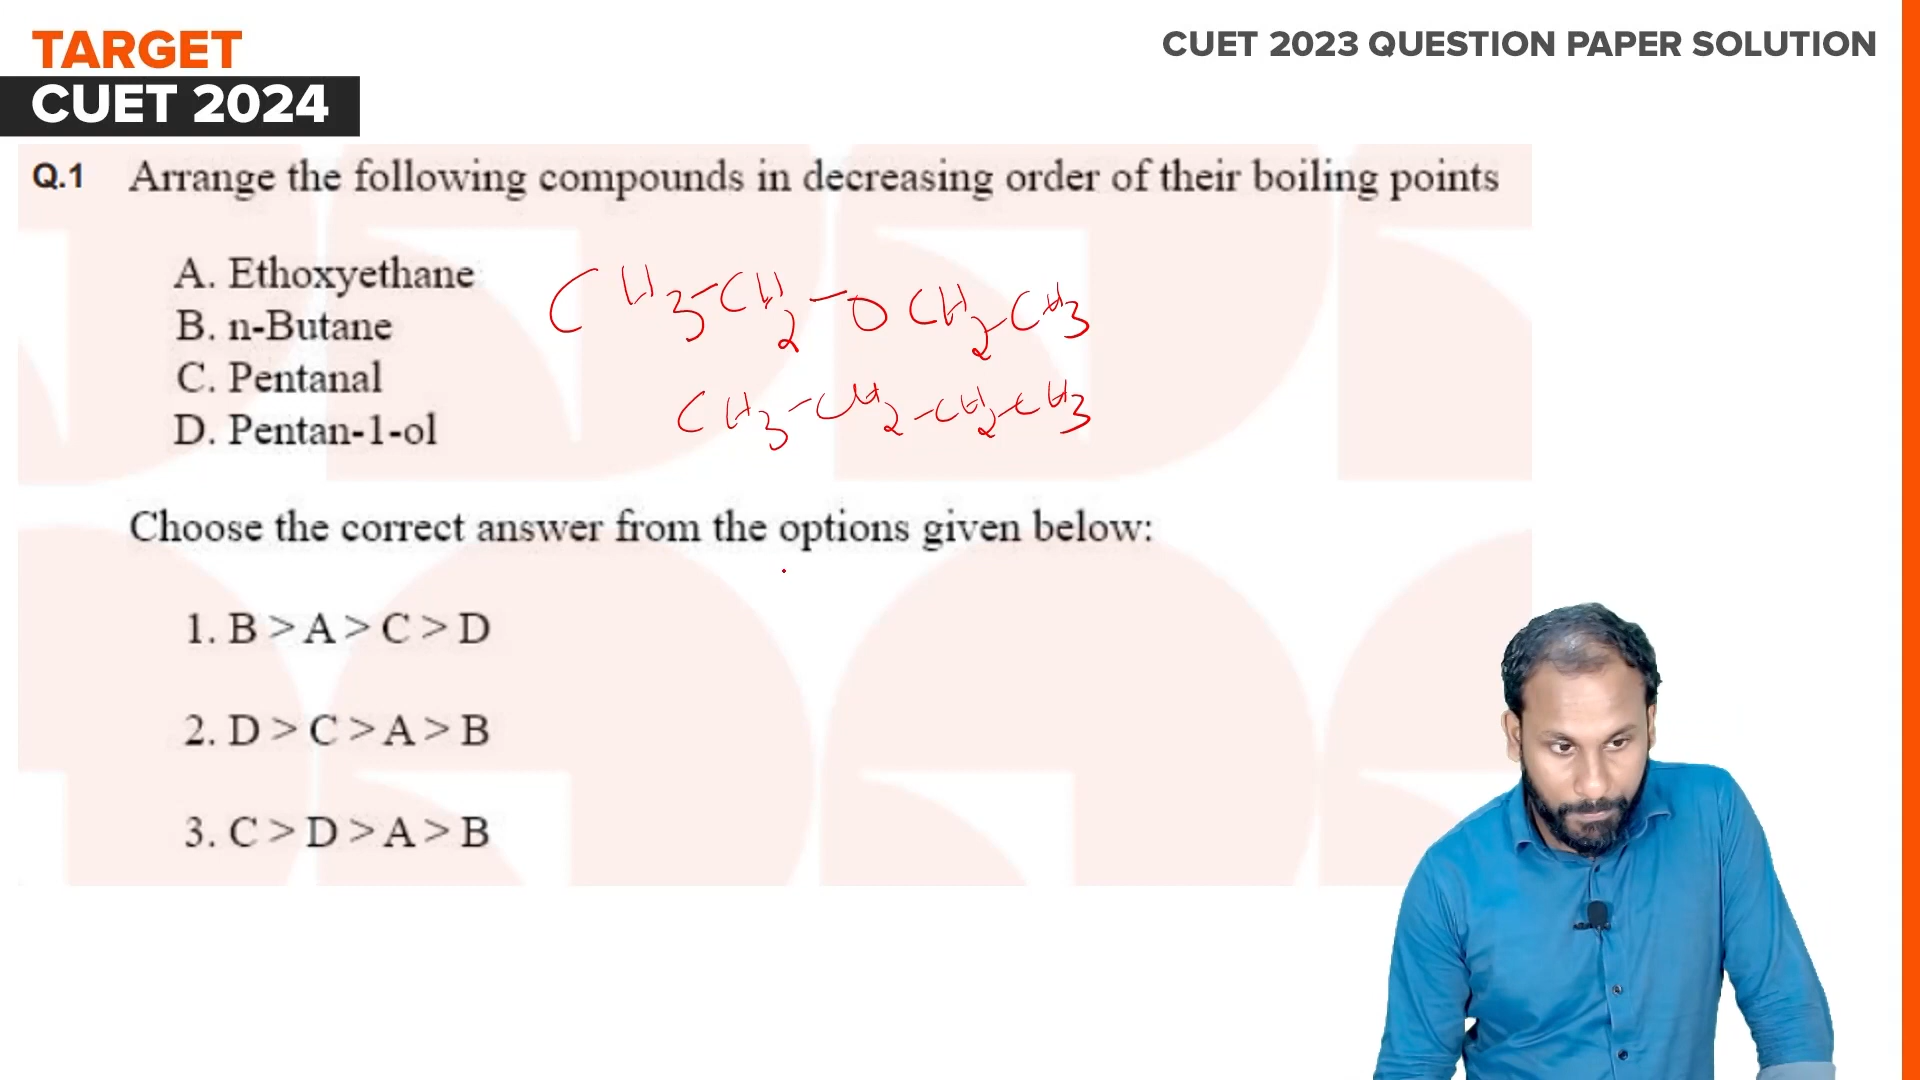 TARGET
CUET 2024
CUET 2023 QUESTION PAPER SOLUTION
Q.1 Arrange the following compounds in decreasing order of their boiling points
A. Ethoxyethane
B. n-Butane
C. Pentanal
D. Pentan-1-ol
CH3-CH2-OCH2-CH3
CH3-CH2-CH2-CH3
Choose the correct answer from the options given below:
1. B > A > C > D
2. D > C > A > B
3. C > D > A > B